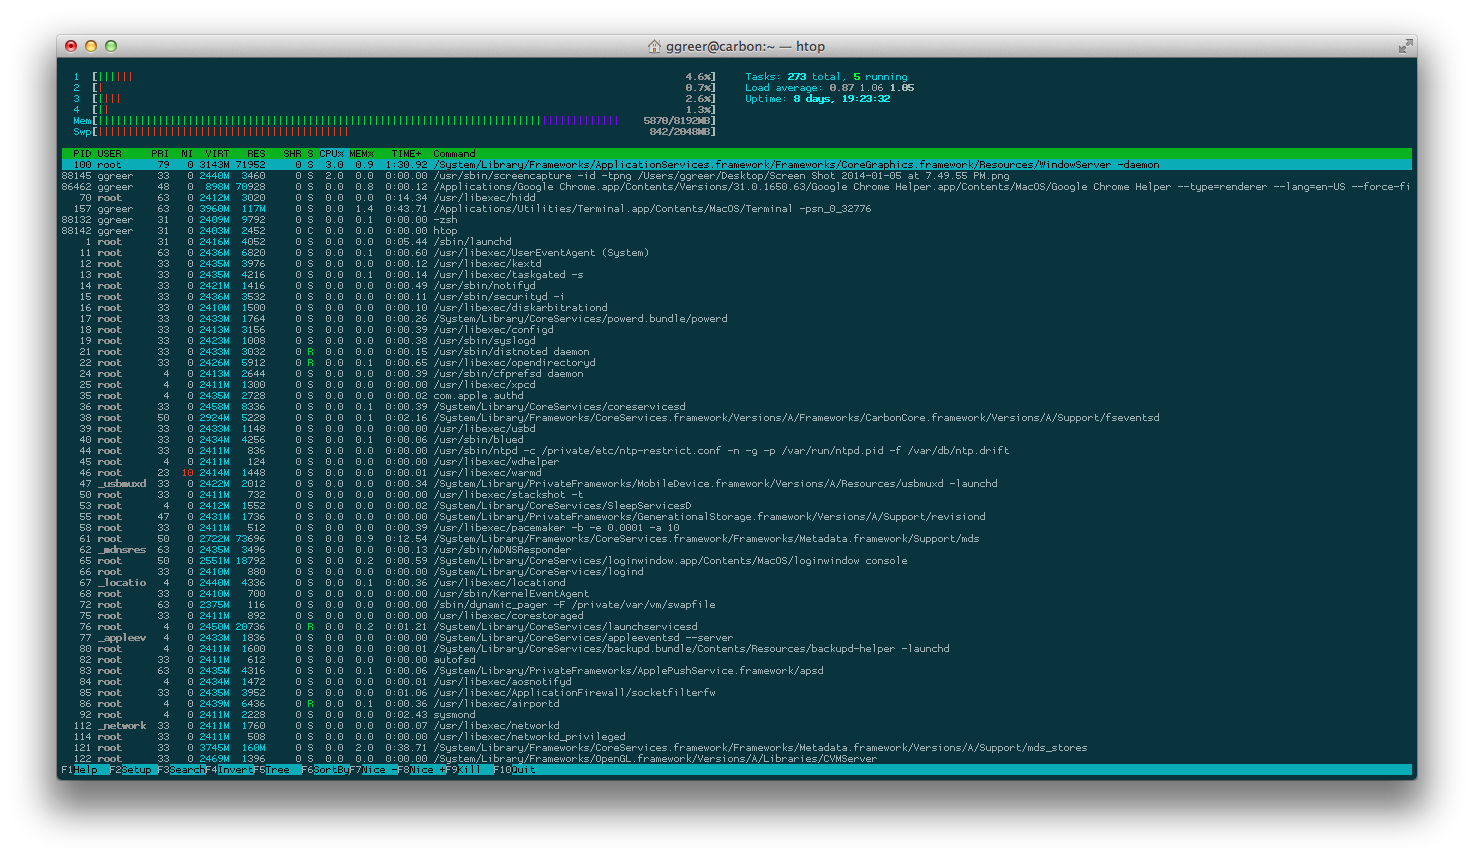 ggreer@carbon:~ — htop
1 [|||||| 4.6%] Tasks: 273 total, 5 running
2 [| 0.7%] Load average: 0.87 1.06 1.05
3 [|||| 2.6%] Uptime: 8 days, 19:23:32
4 [|| 1.3%]
Mem[ 5870/8192MB]
Swp[ 842/2048MB]
PID USER PRI NI VIRT RES SHR S CPU% MEM% TIME+ Command
100 root 79 0 3143M 71952 0 S 3.0 0.9 1:30.92 /System/Library/Frameworks/ApplicationServices.framework/Frameworks/CoreGraphics.framework/Resources/WindowServer -daemon
88145 ggreer 33 0 2440M 3460 0 S 2.0 0.0 0:00.00 /usr/sbin/screencapture -id -tpng /Users/ggreer/Desktop/Screen Shot 2014-01-05 at 7.49.55 PM.png
86462 ggreer 48 0 898M 70928 0 S 0.0 0.8 0:00.12 /Applications/Google Chrome.app/Contents/Versions/31.0.1650.63/Google Chrome Helper.app/Contents/MacOS/Google Chrome Helper --type=renderer --lang=en-US --force-fi
70 root 63 0 2412M 3020 0 S 0.0 0.0 0:14.34 /usr/libexec/hidd
157 ggreer 63 0 3960M 117M 0 S 0.0 1.4 0:43.71 /Applications/Utilities/Terminal.app/Contents/MacOS/Terminal -psn_0_32776
88132 ggreer 31 0 2409M 9792 0 S 0.0 0.1 0:00.00 -zsh
88142 ggreer 31 0 2403M 2452 0 C 0.0 0.0 0:00.00 htop
1 root 31 0 2416M 4052 0 S 0.0 0.0 0:05.44 /sbin/launchd
11 root 63 0 2436M 6820 0 S 0.0 0.1 0:00.60 /usr/libexec/UserEventAgent (System)
12 root 33 0 2435M 3976 0 S 0.0 0.0 0:00.12 /usr/libexec/kextd
13 root 33 0 2435M 4216 0 S 0.0 0.1 0:00.14 /usr/libexec/taskgated -s
14 root 33 0 2421M 1416 0 S 0.0 0.0 0:00.49 /usr/sbin/notifyd
15 root 33 0 2436M 3532 0 S 0.0 0.0 0:00.11 /usr/sbin/securityd -i
16 root 33 0 2410M 1500 0 S 0.0 0.0 0:00.10 /usr/libexec/diskarbitrationd
17 root 33 0 2433M 1764 0 S 0.0 0.0 0:00.26 /System/Library/CoreServices/powerd.bundle/powerd
18 root 33 0 2413M 3156 0 S 0.0 0.0 0:00.39 /usr/libexec/configd
19 root 33 0 2423M 1008 0 S 0.0 0.0 0:00.38 /usr/sbin/syslogd
21 root 33 0 2433M 3032 0 R 0.0 0.0 0:00.15 /usr/sbin/distnoted daemon
22 root 33 0 2426M 5912 0 R 0.0 0.1 0:00.65 /usr/libexec/opendirectoryd
24 root 4 0 2413M 2644 0 S 0.0 0.0 0:00.39 /usr/sbin/cfprefsd daemon
25 root 4 0 2411M 1300 0 S 0.0 0.0 0:00.00 /usr/libexec/xpcd
35 root 4 0 2435M 2728 0 S 0.0 0.0 0:00.02 com.apple.authd
36 root 33 0 2458M 8336 0 S 0.0 0.1 0:00.39 /System/Library/CoreServices/coreservicesd
38 root 50 0 2924M 5228 0 S 0.0 0.1 0:02.16 /System/Library/Frameworks/CoreServices.framework/Versions/A/Frameworks/CarbonCore.framework/Versions/A/Support/fseventsd
39 root 33 0 2433M 1148 0 S 0.0 0.0 0:00.00 /usr/libexec/usbd
40 root 33 0 2434M 4256 0 S 0.0 0.1 0:00.06 /usr/sbin/blued
44 root 33 0 2411M 836 0 S 0.0 0.0 0:00.00 /usr/sbin/ntpd -c /private/etc/ntp-restrict.conf -n -g -p /var/run/ntpd.pid -f /var/db/ntp.drift
45 root 4 0 2411M 124 0 S 0.0 0.0 0:00.00 /usr/libexec/wdhelper
46 root 23 10 2414M 1448 0 S 0.0 0.0 0:00.01 /usr/libexec/warmd
47 _usbmuxd 33 0 2422M 2012 0 S 0.0 0.0 0:00.34 /System/Library/PrivateFrameworks/MobileDevice.framework/Versions/A/Resources/usbmuxd -launchd
50 root 33 0 2411M 732 0 S 0.0 0.0 0:00.00 /usr/libexec/stackshot -t
53 root 4 0 2412M 1552 0 S 0.0 0.0 0:00.02 /System/Library/CoreServices/SleepServicesD
55 root 47 0 2431M 1736 0 S 0.0 0.0 0:00.00 /System/Library/PrivateFrameworks/GenerationalStorage.framework/Versions/A/Support/revisiond
58 root 33 0 2411M 512 0 S 0.0 0.0 0:00.39 /usr/libexec/pacemaker -b -e 0.0001 -a 10
61 root 50 0 2722M 73696 0 S 0.0 0.9 0:12.54 /System/Library/Frameworks/CoreServices.framework/Frameworks/Metadata.framework/Support/mds
62 _mdnsres 63 0 2435M 3496 0 S 0.0 0.0 0:00.13 /usr/sbin/mDNSResponder
65 root 50 0 2551M 18792 0 S 0.0 0.2 0:00.59 /System/Library/CoreServices/loginwindow.app/Contents/MacOS/loginwindow console
66 root 33 0 2410M 880 0 S 0.0 0.0 0:00.00 /System/Library/CoreServices/logind
67 _locatio 4 0 2440M 4336 0 S 0.0 0.1 0:00.36 /usr/libexec/locationd
68 root 33 0 2410M 700 0 S 0.0 0.0 0:00.00 /usr/sbin/KernelEventAgent
72 root 63 0 2375M 116 0 S 0.0 0.0 0:00.00 /sbin/dynamic_pager -F /private/var/vm/swapfile
75 root 33 0 2411M 892 0 S 0.0 0.0 0:00.00 /usr/libexec/corestoraged
76 root 4 0 2450M 20736 0 R 0.0 0.2 0:01.21 /System/Library/CoreServices/launchservicesd
77 _appleev 4 0 2433M 1836 0 S 0.0 0.0 0:00.00 /System/Library/CoreServices/appleeventsd --server
80 root 4 0 2411M 1600 0 S 0.0 0.0 0:00.01 /System/Library/CoreServices/backupd.bundle/Contents/Resources/backupd-helper -launchd
82 root 33 0 2411M 612 0 S 0.0 0.0 0:00.00 autofsd
83 root 63 0 2435M 4316 0 S 0.0 0.1 0:00.06 /System/Library/PrivateFrameworks/ApplePushService.framework/apsd
84 root 4 0 2434M 1472 0 S 0.0 0.0 0:00.01 /usr/libexec/aosnotifyd
85 root 33 0 2435M 3952 0 S 0.0 0.0 0:01.06 /usr/libexec/ApplicationFirewall/socketfilterfw
86 root 4 0 2439M 6436 0 R 0.0 0.1 0:00.36 /usr/libexec/airportd
92 root 4 0 2411M 2228 0 S 0.0 0.0 0:02.43 sysmond
112 _network 33 0 2411M 1760 0 S 0.0 0.0 0:00.07 /usr/libexec/networkd
114 root 33 0 2411M 508 0 S 0.0 0.0 0:00.00 /usr/libexec/networkd_privileged
121 root 33 0 3745M 160M 0 S 0.0 2.0 0:38.71 /System/Library/Frameworks/CoreServices.framework/Frameworks/Metadata.framework/Versions/A/Support/mds_stores
122 root 33 0 2469M 1396 0 S 0.0 0.0 0:00.00 /System/Library/Frameworks/OpenGL.framework/Versions/A/Libraries/CVMServer
F1Help F2Setup F3SearchF4InvertF5Tree F6SortByF7Nice -F8Nice +F9Kill F10Quit